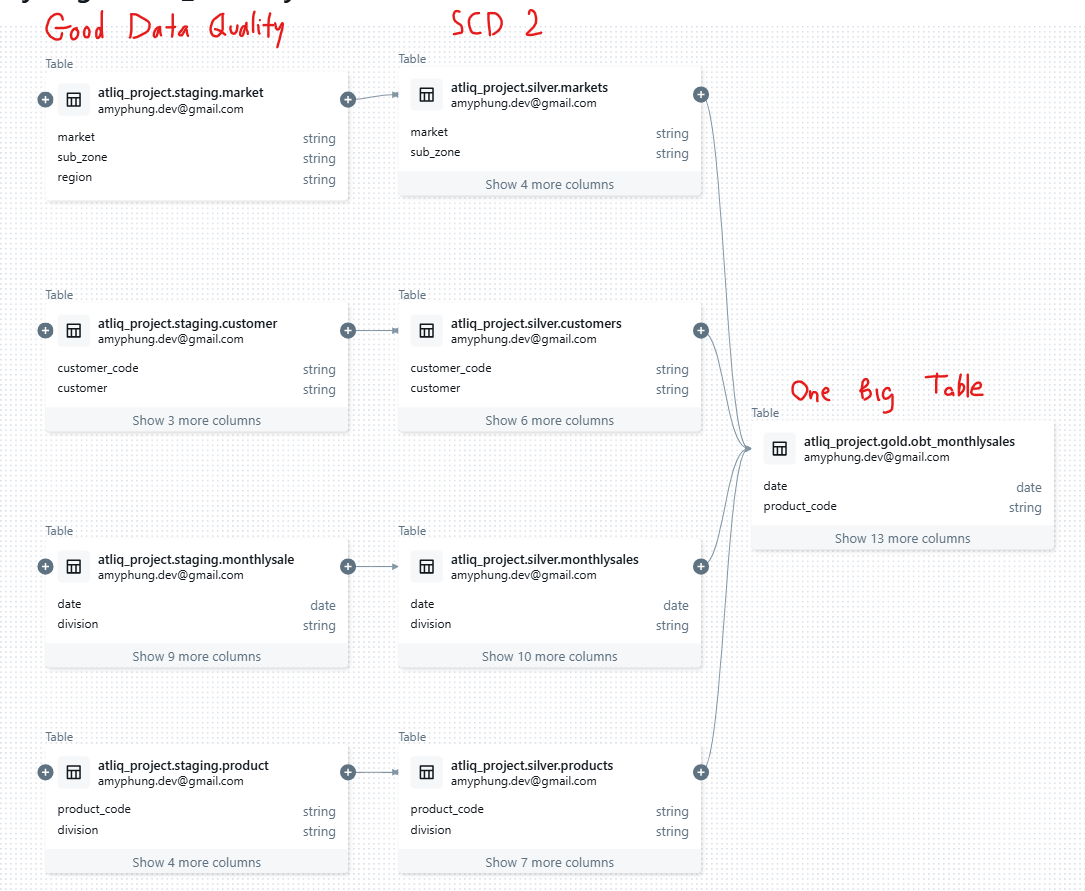 Good Data Quality
SCD 2
Table
atliq_project.staging.market
amyphung.dev@gmail.com
market string
sub_zone string
region string
Table
atliq_project.silver.markets
amyphung.dev@gmail.com
market string
sub_zone string
Show 4 more columns
Table
atliq_project.staging.customer
amyphung.dev@gmail.com
customer_code string
customer string
Show 3 more columns
Table
atliq_project.silver.customers
amyphung.dev@gmail.com
customer_code string
customer string
Show 6 more columns
One Big Table
Table
atliq_project.gold.obt_monthlysales
amyphung.dev@gmail.com
date date
product_code string
Show 13 more columns
Table
atliq_project.staging.monthlysale
amyphung.dev@gmail.com
date date
division string
Show 9 more columns
Table
atliq_project.silver.monthlysales
amyphung.dev@gmail.com
date date
division string
Show 10 more columns
Table
atliq_project.staging.product
amyphung.dev@gmail.com
product_code string
division string
Show 4 more columns
Table
atliq_project.silver.products
amyphung.dev@gmail.com
product_code string
division string
Show 7 more columns